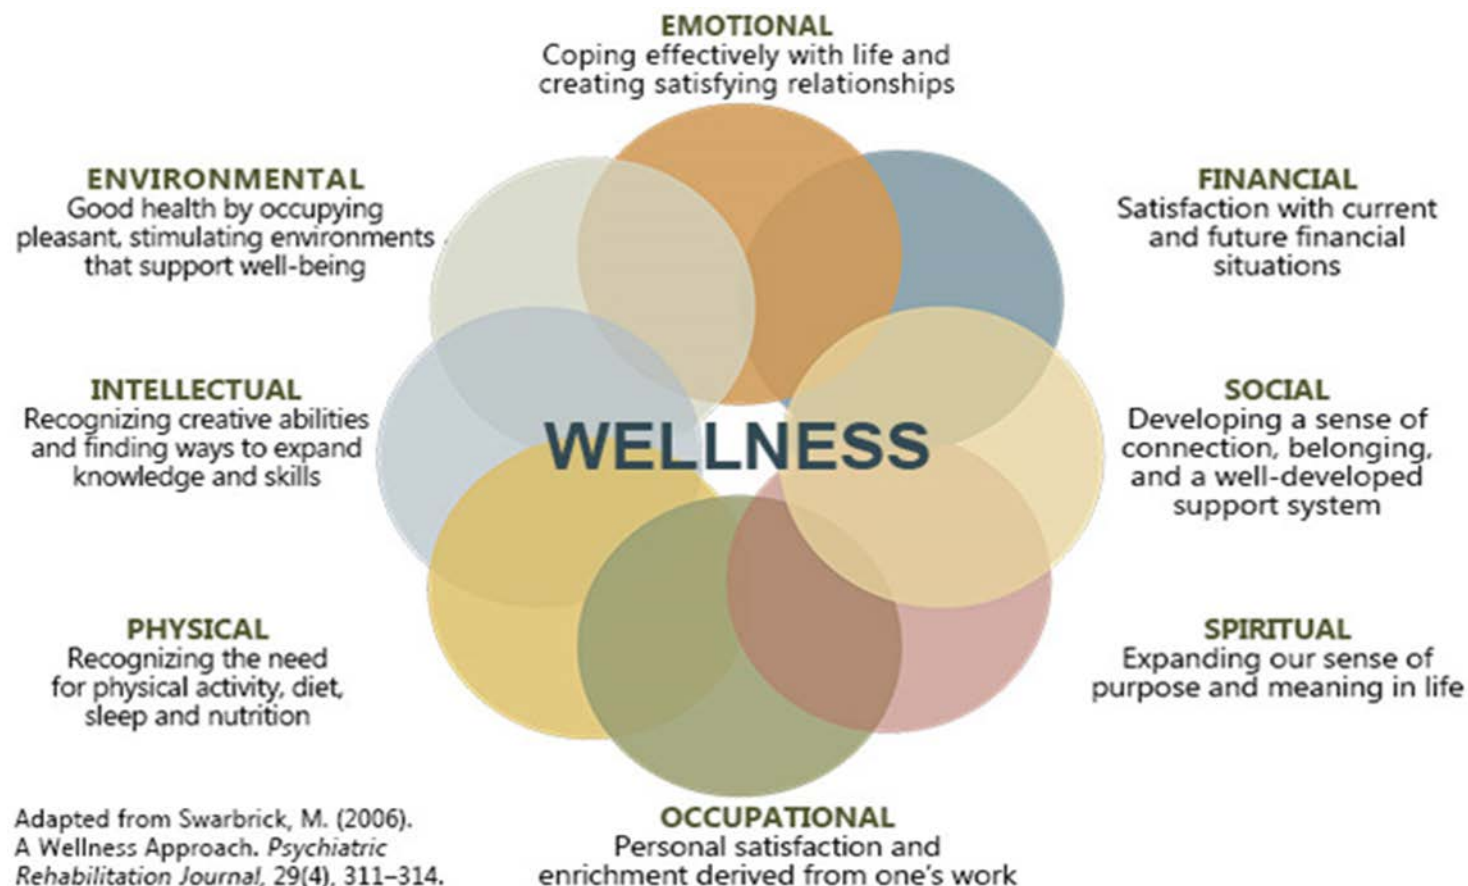 EMOTIONAL
Coping effectively with life and
creating satisfying relationships
ENVIRONMENTAL
Good health by occupying
pleasant, stimulating environments
that support well-being
FINANCIAL
Satisfaction with current
and future financial
situations
INTELLECTUAL
Recognizing creative abilities
and finding ways to expand
knowledge and skills
WELLNESS
SOCIAL
Developing a sense of
connection, belonging,
and a well-developed
support system
PHYSICAL
Recognizing the need
for physical activity, diet,
sleep and nutrition
SPIRITUAL
Expanding our sense of
purpose and meaning in life
OCCUPATIONAL
Personal satisfaction and
enrichment derived from one's work
Adapted from Swarbrick, M. (2006).
A Wellness Approach. Psychiatric
Rehabilitation Journal, 29(4), 311–314.